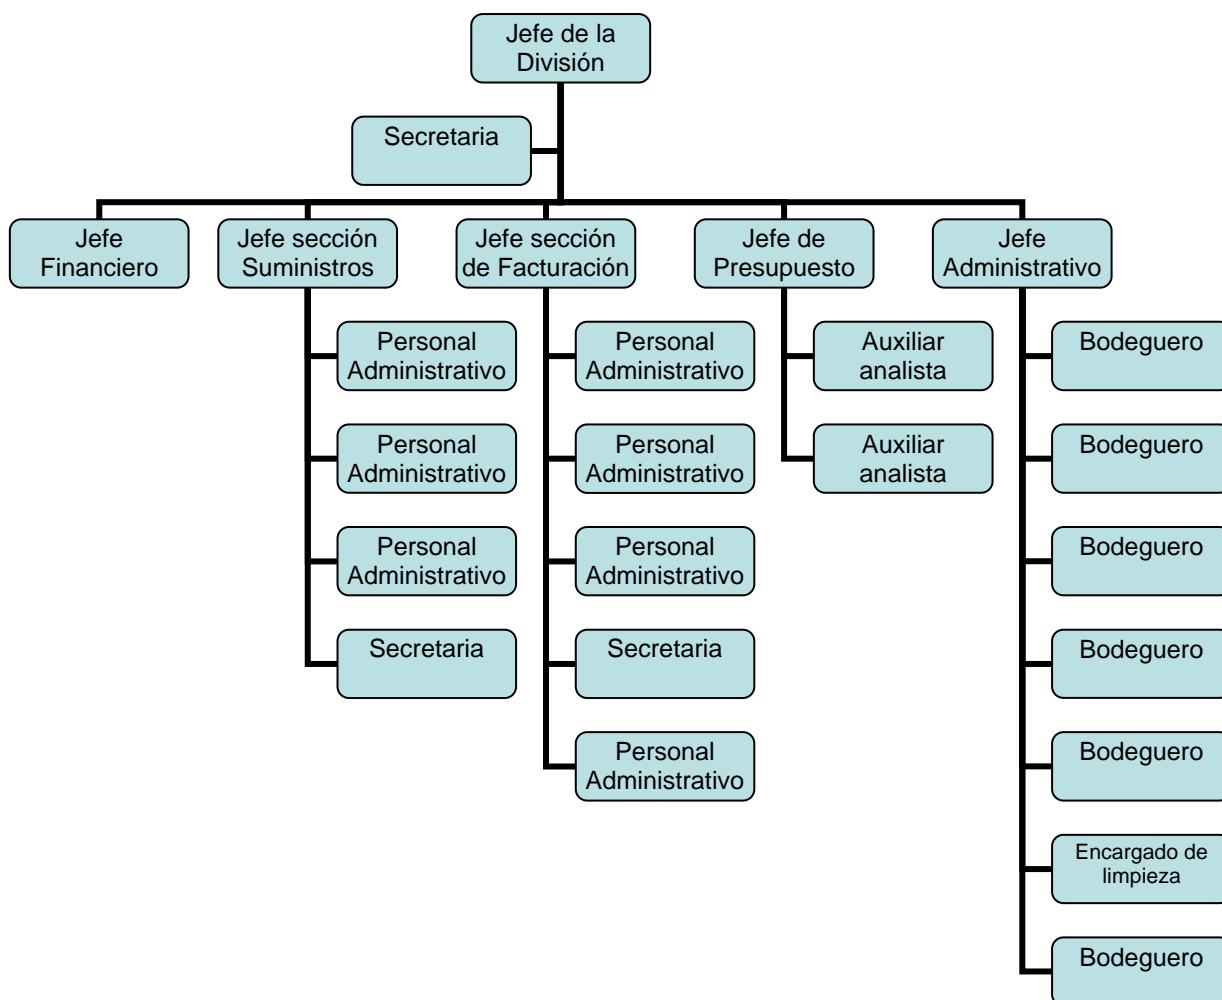 Jefe de la
División
Secretaria
Jefe
Financiero
Jefe sección
Suministros
Jefe sección
de Facturación
Jefe de
Presupuesto
Jefe
Administrativo
Personal
Administrativo
Personal
Administrativo
Personal
Administrativo
Secretaria
Personal
Administrativo
Personal
Administrativo
Personal
Administrativo
Secretaria
Personal
Administrativo
Auxiliar
analista
Auxiliar
analista
Bodeguero
Bodeguero
Bodeguero
Bodeguero
Bodeguero
Encargado de
limpieza
Bodeguero